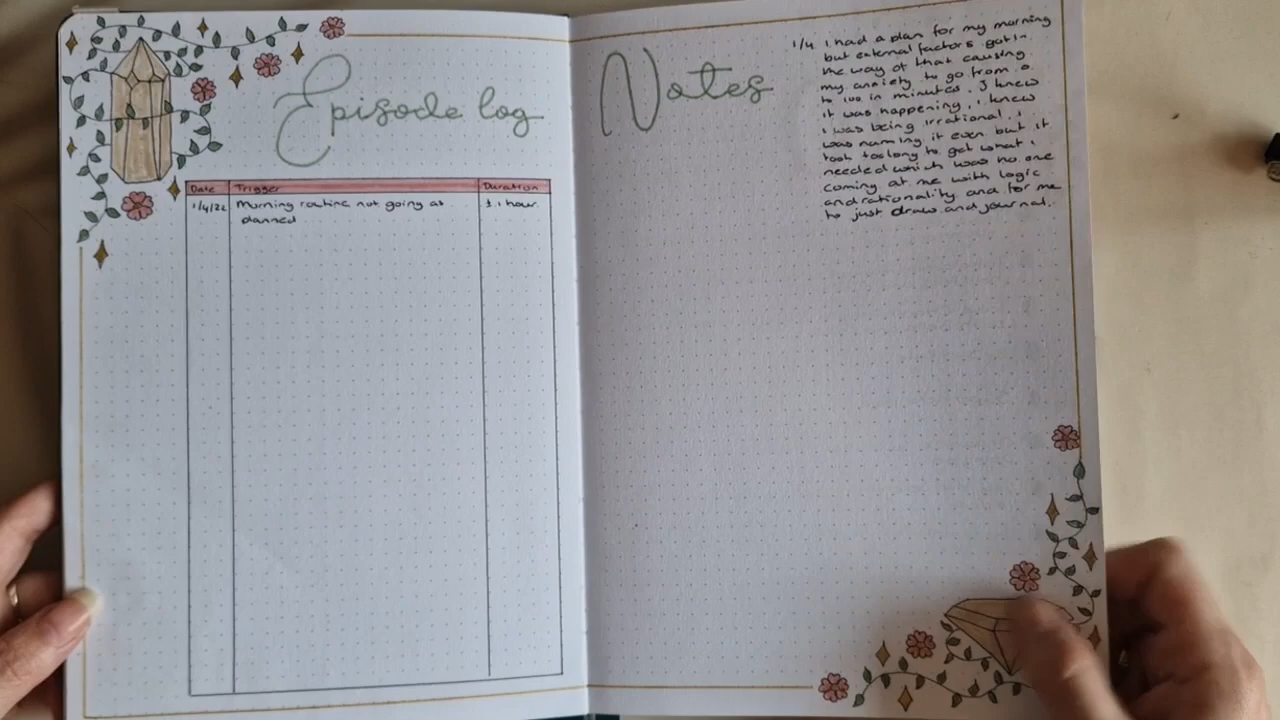 Episode log
Date Trigger Duration
1/4/22 Morning routine not going as ± 1 hour.
planned
Notes
1/4 I had a plan for my morning
but external factors got in
the way of that causing
my anxiety to go from 0
to 100 in minutes. I knew
it was happening, I knew
I was being irrational. I
was naming it even but it
took too long to get what I
needed which was no one
coming at me with logic
and rationality and for me
to just draw and journal.